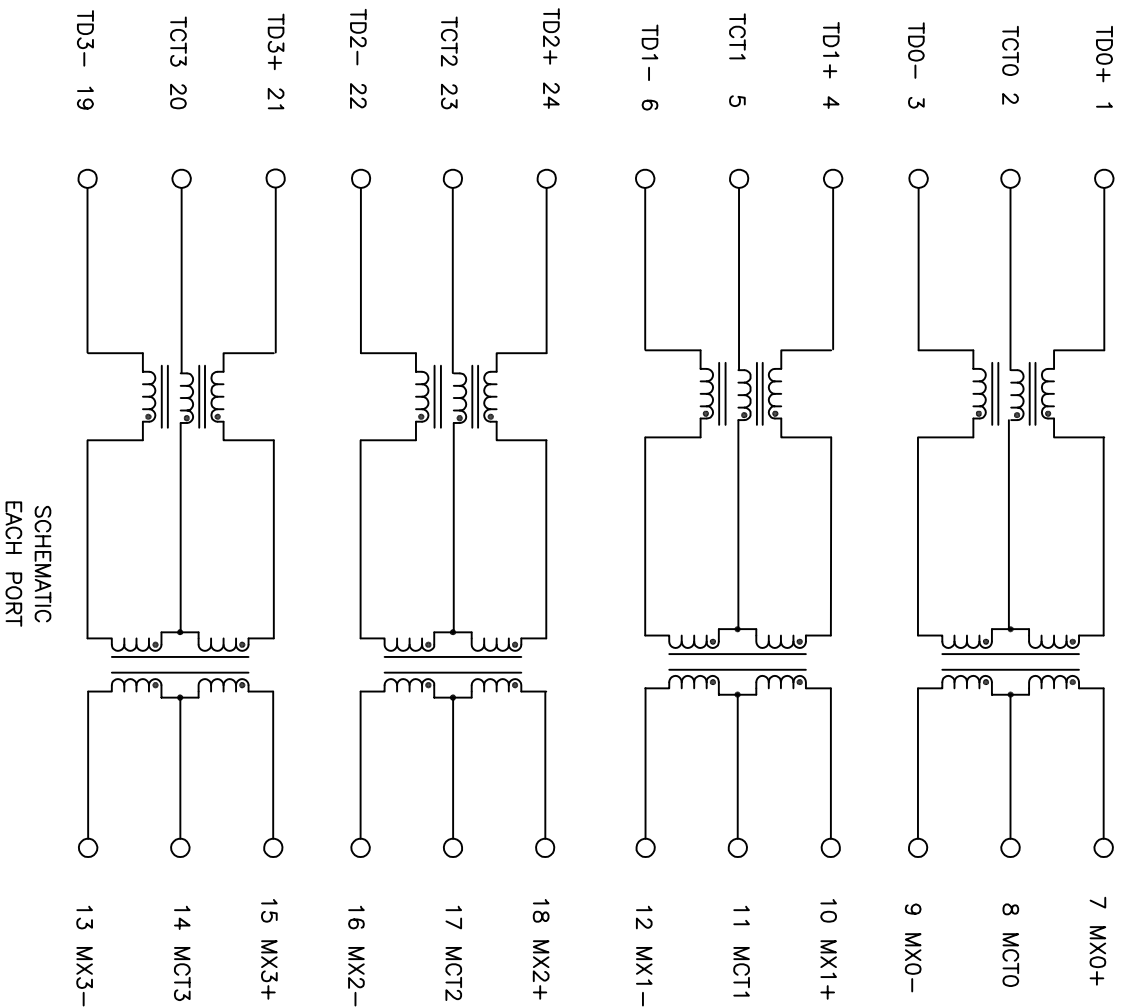 TD0+ 1
TCT0 2
TD0- 3
TD1+ 4
TCT1 5
TD1- 6
TD2+ 24
TCT2 23
TD2- 22
TD3+ 21
TCT3 20
TD3- 19
7 MX0+
8 MCT0
9 MX0-
10 MX1+
11 MCT1
12 MX1-
18 MX2+
17 MCT2
16 MX2-
15 MX3+
14 MCT3
13 MX3-
SCHEMATIC
EACH PORT